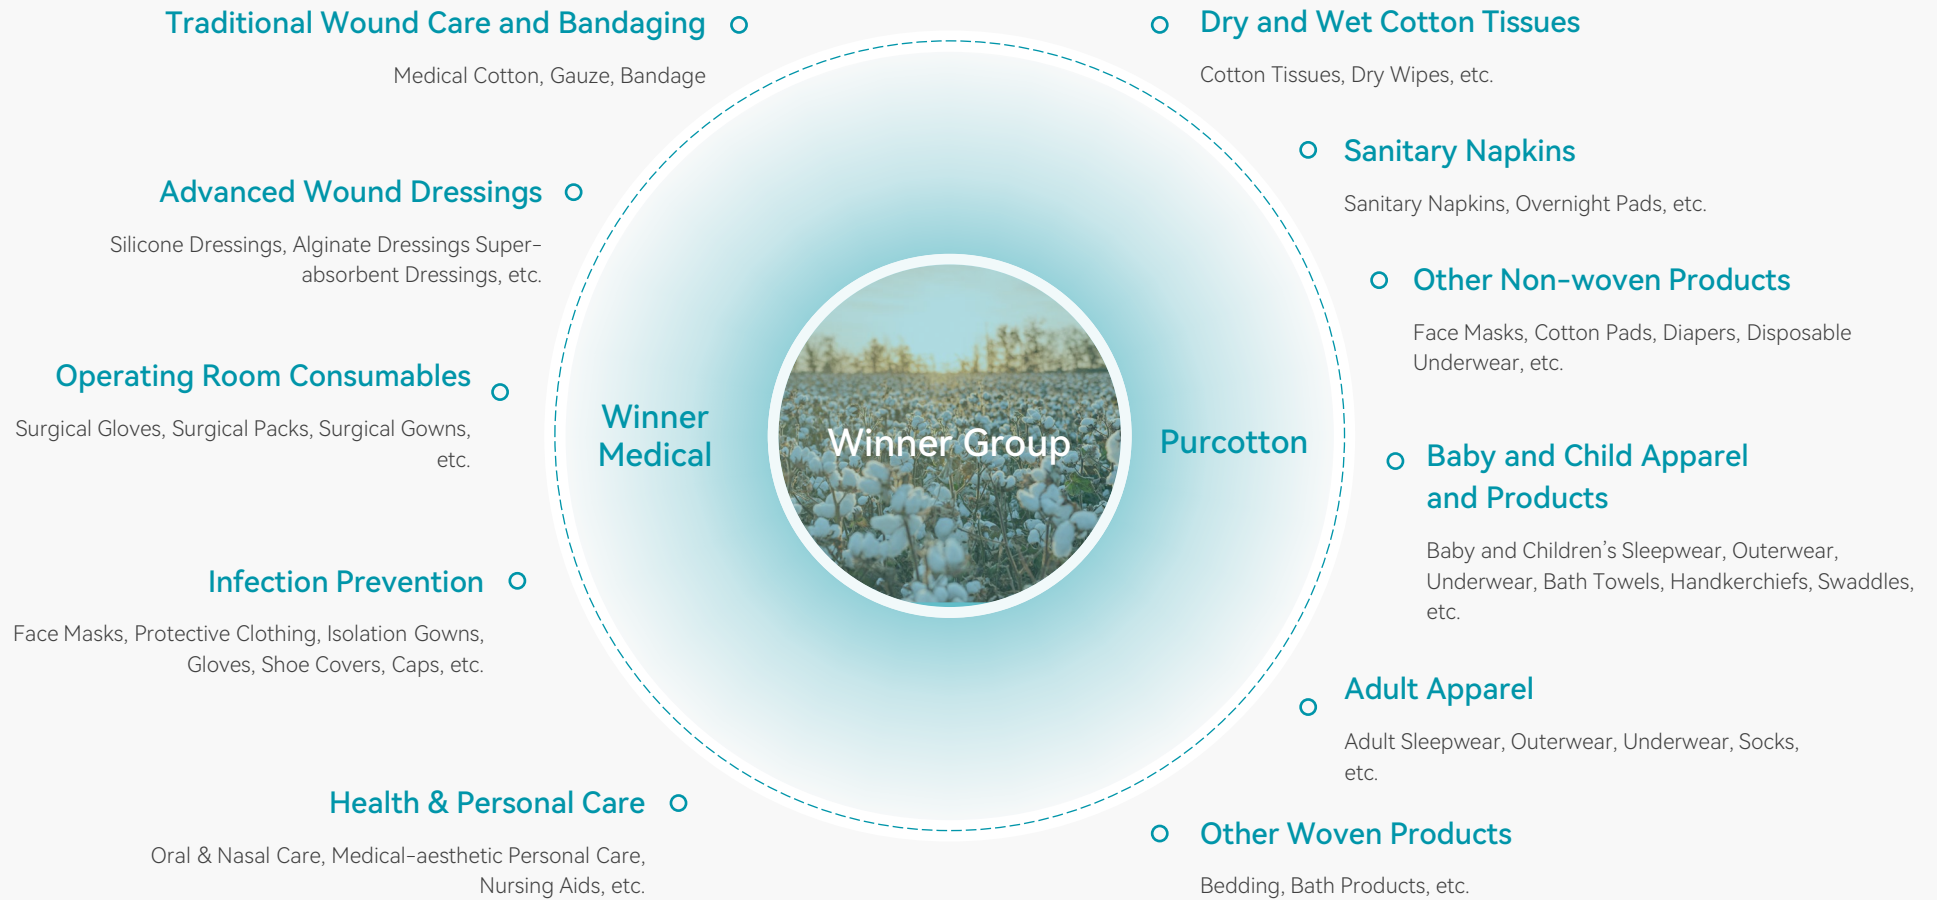 Traditional Wound Care and Bandaging
Medical Cotton, Gauze, Bandage
Advanced Wound Dressings
Silicone Dressings, Alginate Dressings Super-
absorbent Dressings, etc.
Operating Room Consumables
Surgical Gloves, Surgical Packs, Surgical Gowns,
etc.
Infection Prevention
Face Masks, Protective Clothing, Isolation Gowns,
Gloves, Shoe Covers, Caps, etc.
Health & Personal Care
Oral & Nasal Care, Medical-aesthetic Personal Care,
Nursing Aids, etc.
Winner
Medical
Winner Group
Purcotton
Dry and Wet Cotton Tissues
Cotton Tissues, Dry Wipes, etc.
Sanitary Napkins
Sanitary Napkins, Overnight Pads, etc.
Other Non-woven Products
Face Masks, Cotton Pads, Diapers, Disposable
Underwear, etc.
Baby and Child Apparel
and Products
Baby and Children's Sleepwear, Outerwear,
Underwear, Bath Towels, Handkerchiefs, Swaddles,
etc.
Adult Apparel
Adult Sleepwear, Outerwear, Underwear, Socks,
etc.
Other Woven Products
Bedding, Bath Products, etc.